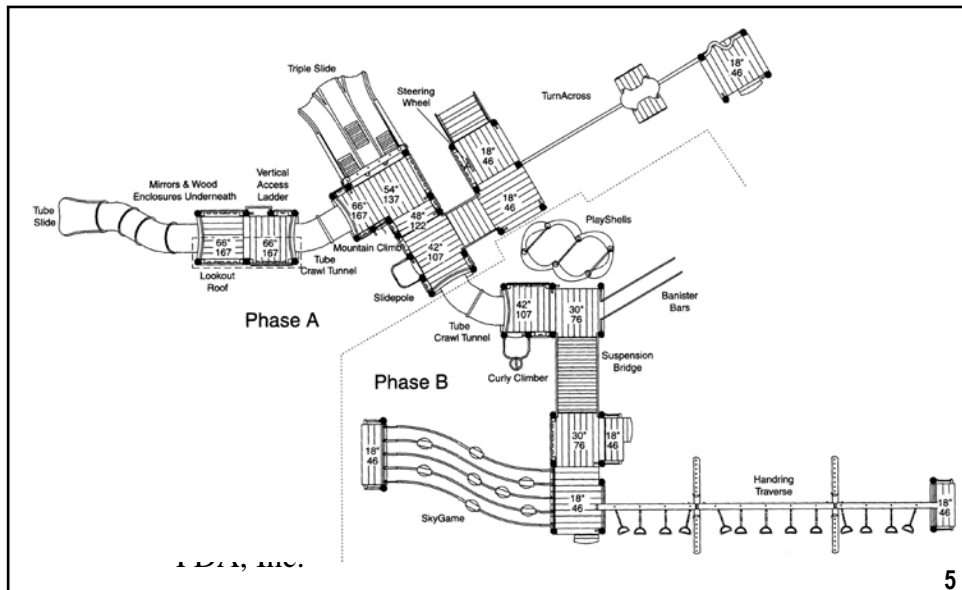 Triple Slide
Steering
Wheel
18"
46
TurnAcross
18"
46
Mirrors & Wood
Enclosures Underneath
Vertical
Access
Ladder
54"
137
66"
167
48"
122
18"
46
Tube
Slide
66"
167
66"
167
Mountain Climb
42"
107
PlayShells
Lookout
Roof
Tube
Crawl Tunnel
Slidepole
Phase A
42"
107
30"
76
Banister
Bars
Tube
Crawl Tunnel
Suspension
Bridge
Curly Climber
Phase B
18"
46
30"
76
18"
46
SkyGame
18"
46
Handring
Traverse
18"
46
PDA, Inc.
5